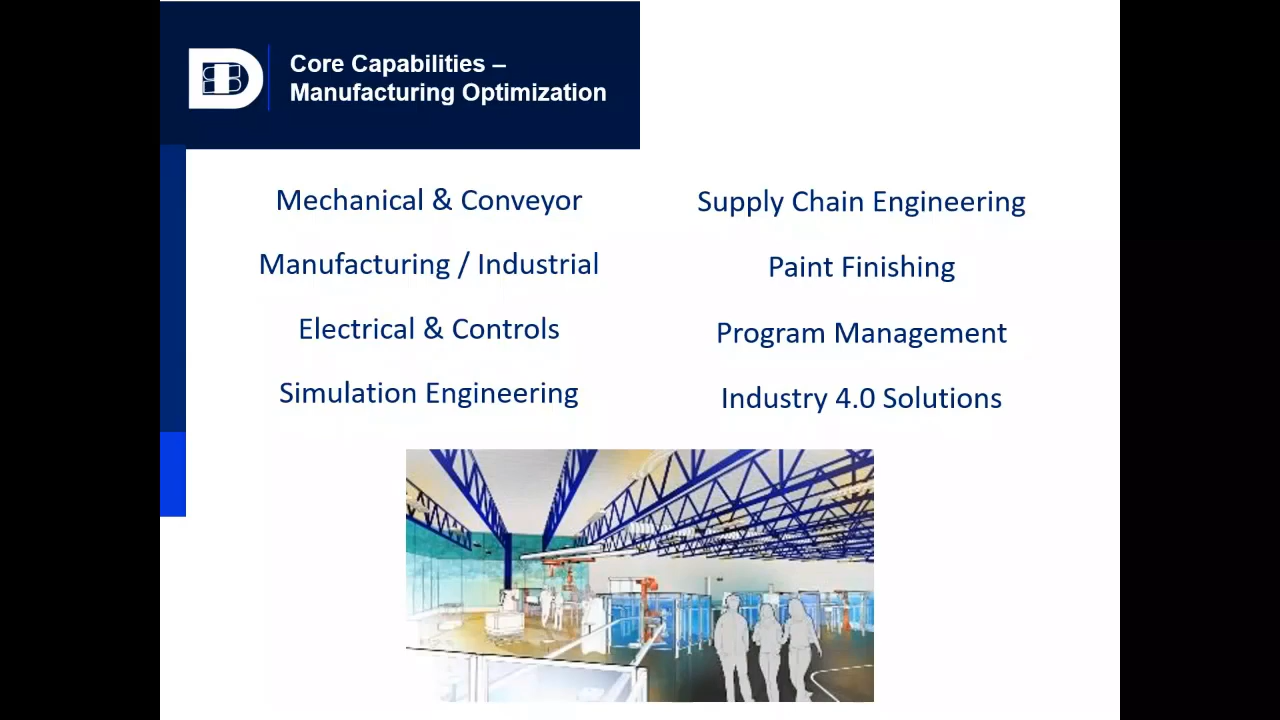 Core Capabilities –
Manufacturing Optimization
Mechanical & Conveyor
Manufacturing / Industrial
Electrical & Controls
Simulation Engineering
Supply Chain Engineering
Paint Finishing
Program Management
Industry 4.0 Solutions